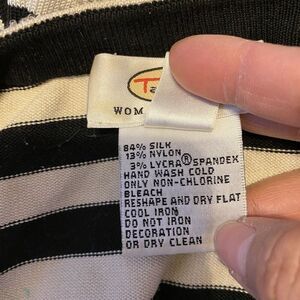 T
WOM
84% SILK
13% NYLON
3% LYCRA® SPANDEX
HAND WASH COLD
ONLY NON-CHLORINE
BLEACH
RESHAPE AND DRY FLAT
COOL IRON
DO NOT IRON
DECORATION
OR DRY CLEAN